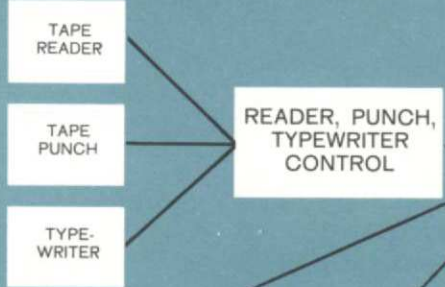 TAPE
READER
TAPE
PUNCH
TYPE-
WRITER
READER, PUNCH,
TYPEWRITER
CONTROL